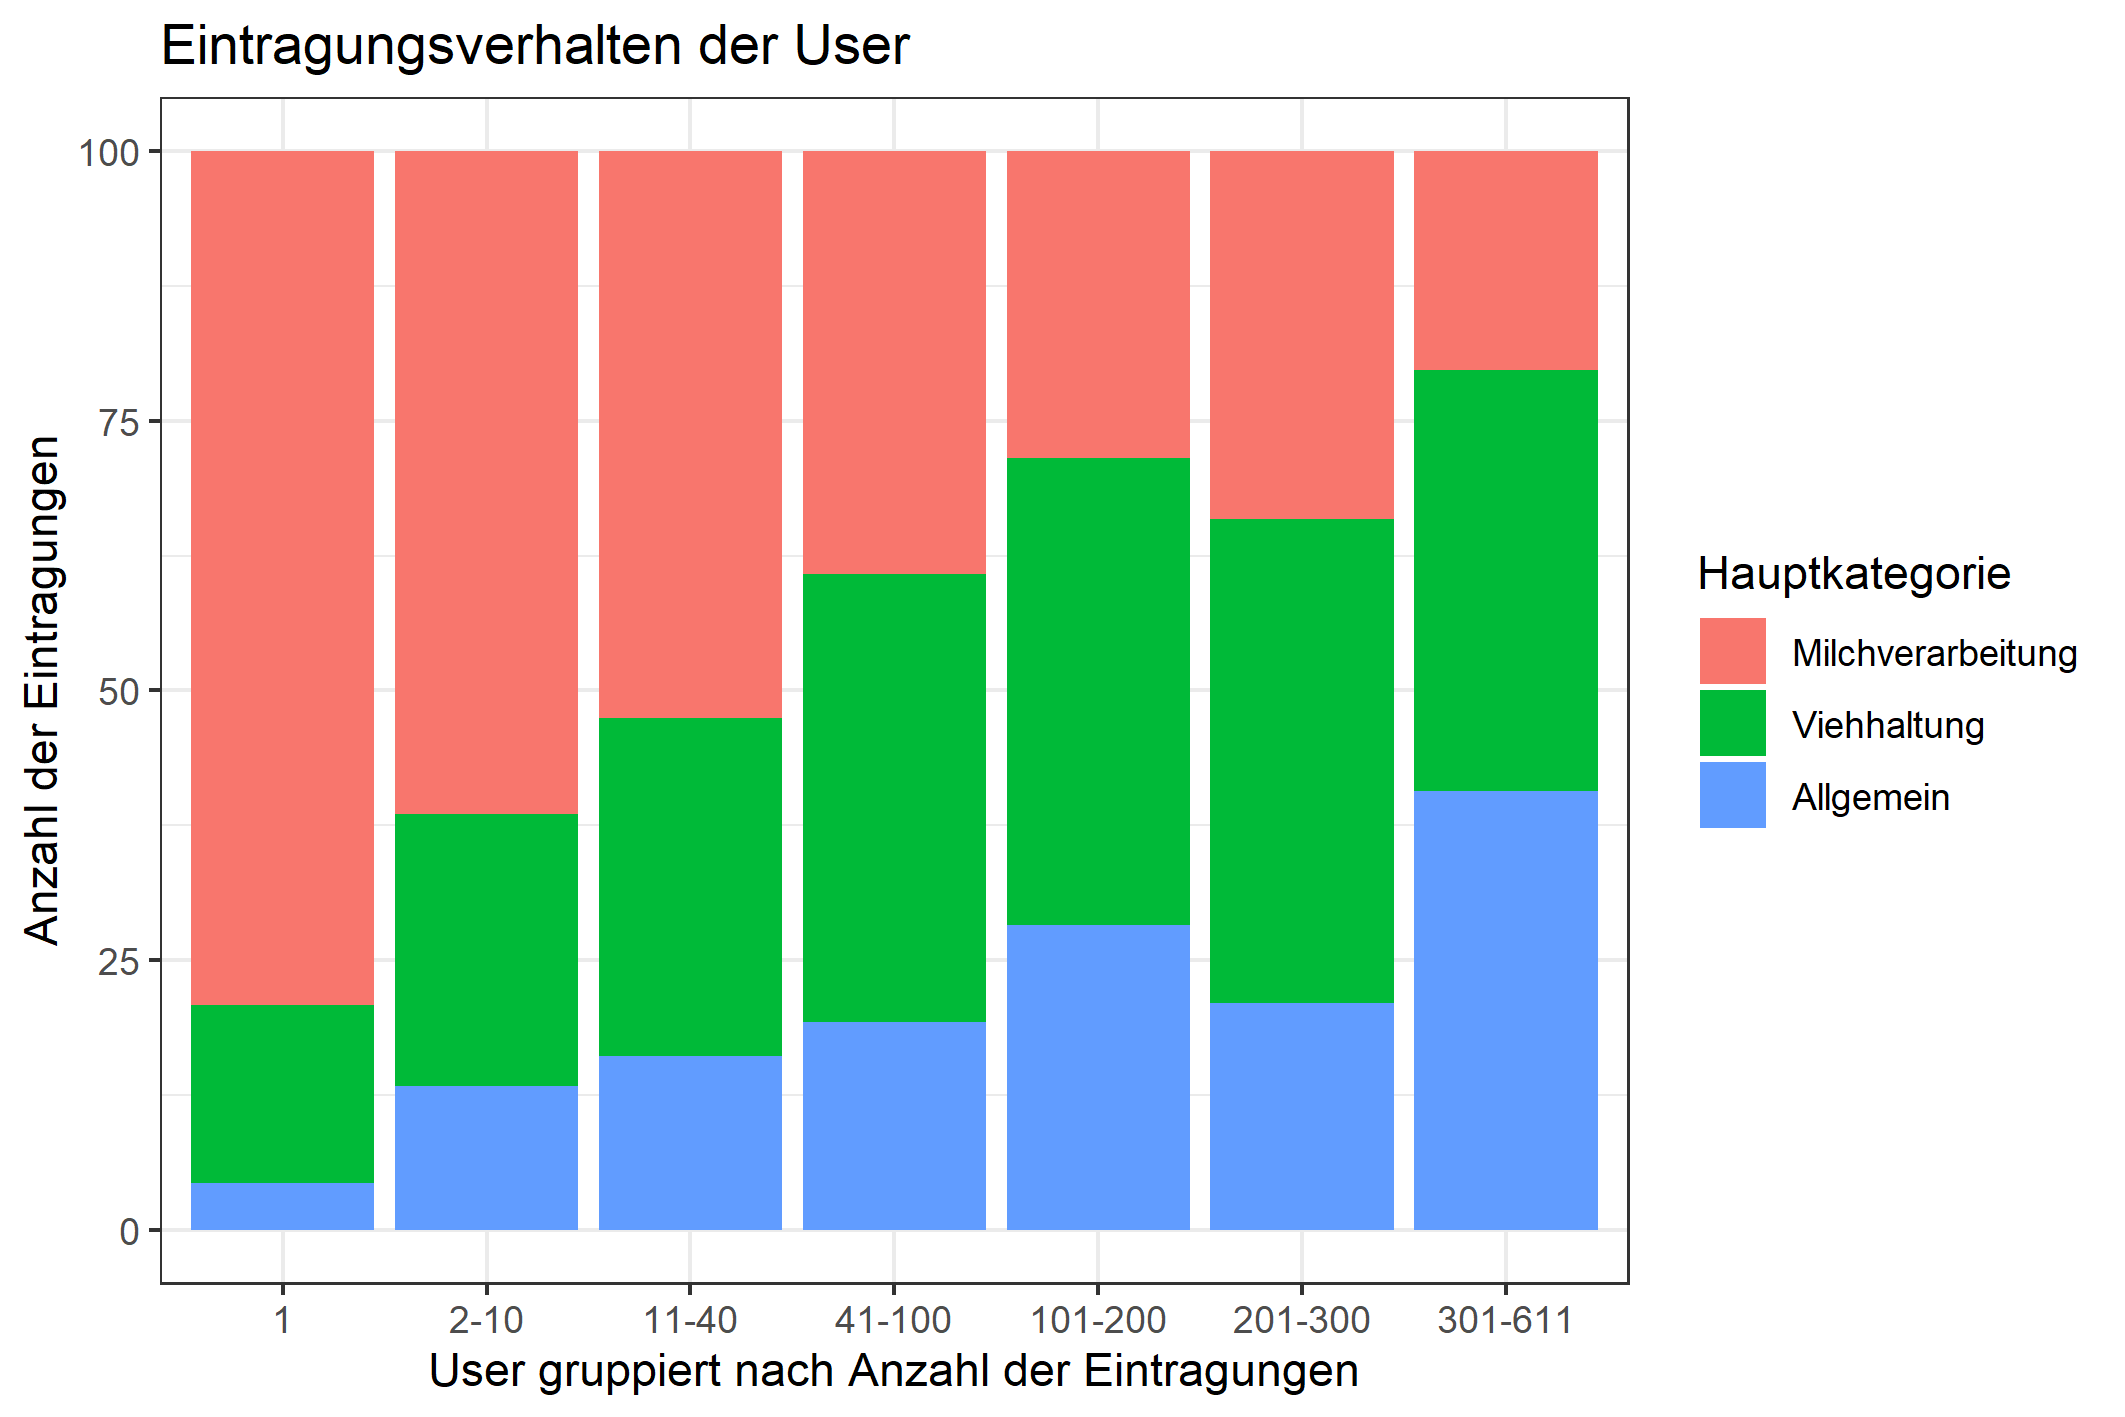 Eintragungsverhalten der User
Anzahl der Eintragungen
100
75
50
25
0
1
2-10
11-40
41-100
101-200
201-300
301-611
User gruppiert nach Anzahl der Eintragungen
Hauptkategorie
Milchverarbeitung
Viehhaltung
Allgemein